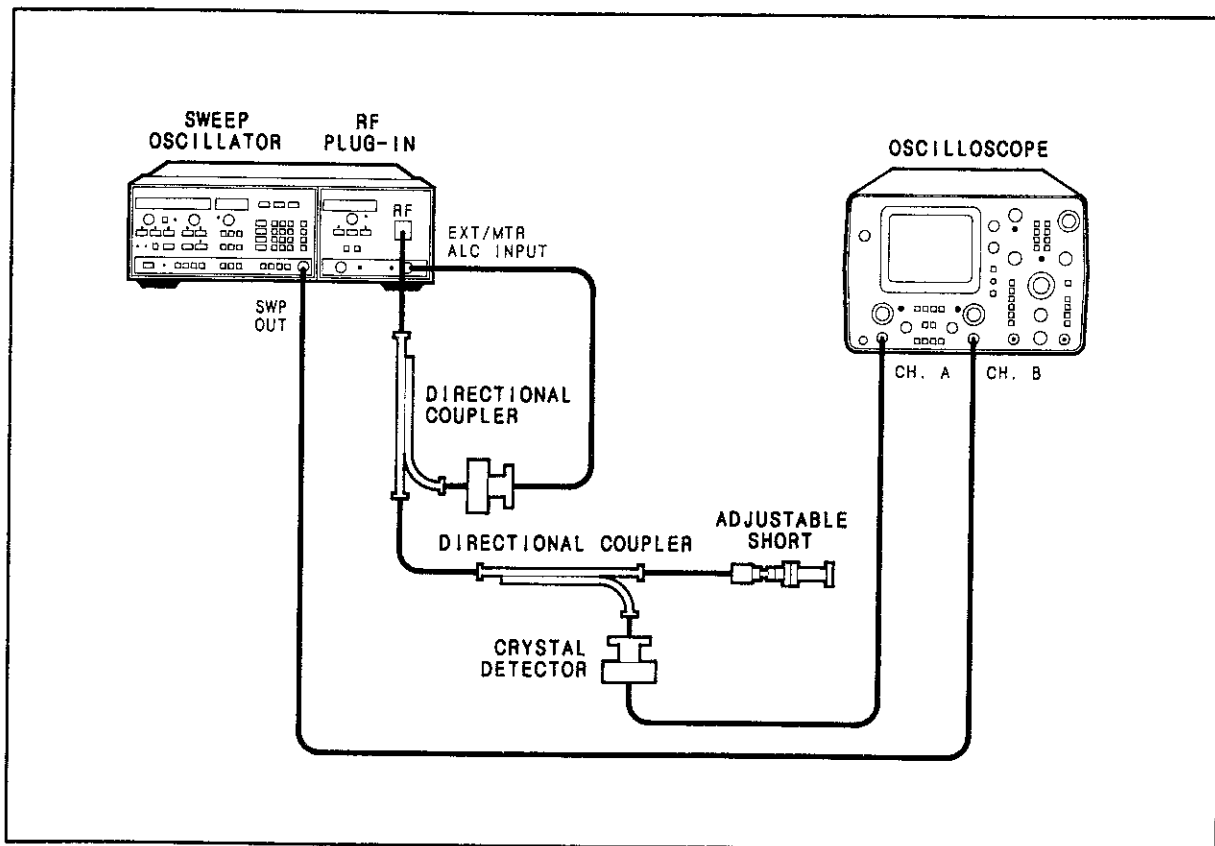 SWEEP
OSCILLATOR
RF
PLUG-IN
OSCILLOSCOPE
RF
EXT/MTR
ALC INPUT
SWP
OUT
CH. A
CH. B
DIRECTIONAL
COUPLER
DIRECTIONAL COUPLER
ADJUSTABLE
SHORT
CRYSTAL
DETECTOR